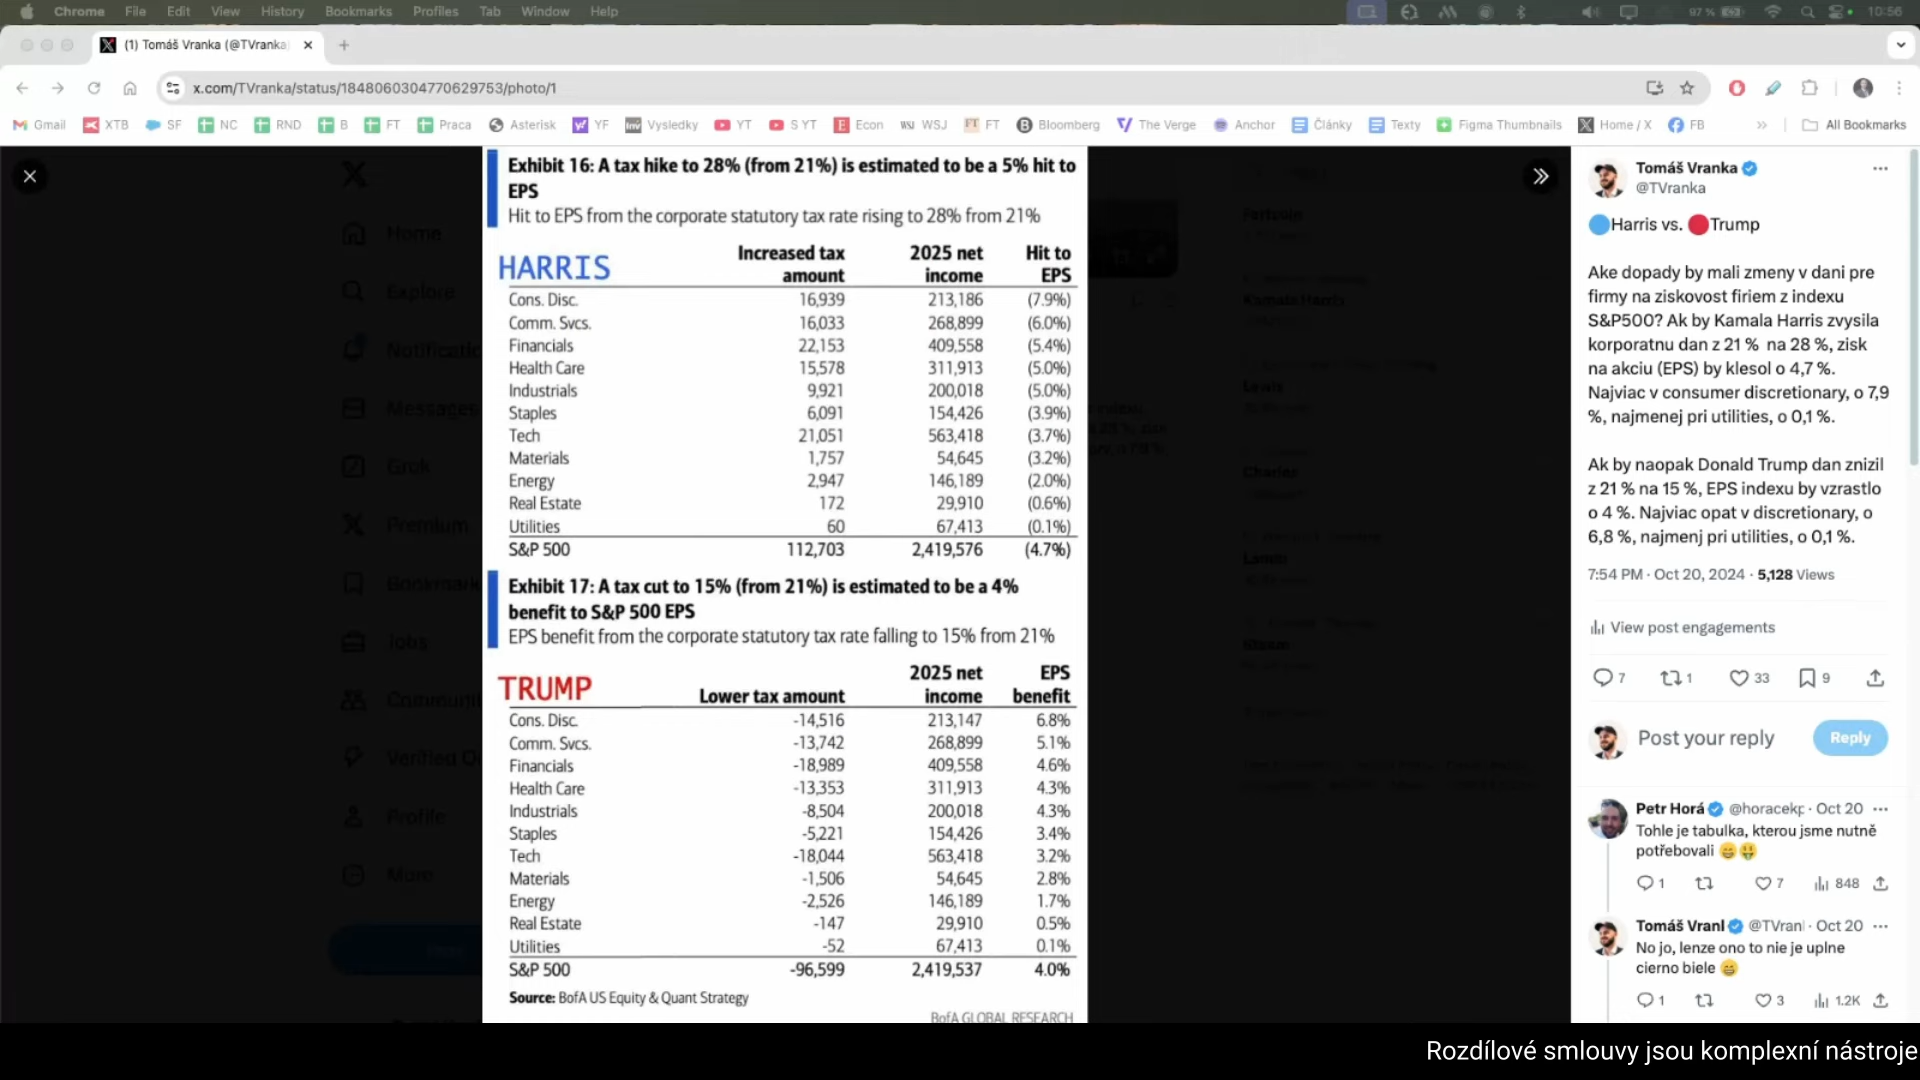 Chrome File Edit View History Bookmarks Profiles Tab Window Help 97 % 10:56
(1) Tomáš Vranka (@TVranka
x.com/TVranka/status/1848060304770629753/photo/1
Gmail XTB SF NC RND B FT Praca Asterisk YF Vysledky YT S YT Econ WSJ FT Bloomberg The Verge Anchor Články Texty Figma Thumbnails Home / X FB All Bookmarks
Home
Explore
Notificatio
Messages
Grok
Premium
Bookmark
Jobs
Communi
Verified O
Profile
More
Exhibit 16: A tax hike to 28% (from 21%) is estimated to be a 5% hit to
EPS
Hit to EPS from the corporate statutory tax rate rising to 28% from 21%
HARRIS
Increased tax amount 2025 net income Hit to EPS
Cons. Disc. 16,939 213,186 (7.9%)
Comm. Svcs. 16,033 268,899 (6.0%)
Financials 22,153 409,558 (5.4%)
Health Care 15,578 311,913 (5.0%)
Industrials 9,921 200,018 (5.0%)
Staples 6,091 154,426 (3.9%)
Tech 21,051 563,418 (3.7%)
Materials 1,757 54,645 (3.2%)
Energy 2,947 146,189 (2.0%)
Real Estate 172 29,910 (0.6%)
Utilities 60 67,413 (0.1%)
S&P 500 112,703 2,419,576 (4.7%)
Exhibit 17: A tax cut to 15% (from 21%) is estimated to be a 4%
benefit to S&P 500 EPS
EPS benefit from the corporate statutory tax rate falling to 15% from 21%
TRUMP
Lower tax amount 2025 net income EPS benefit
Cons. Disc. -14,516 213,147 6.8%
Comm. Svcs. -13,742 268,899 5.1%
Financials -18,989 409,558 4.6%
Health Care -13,353 311,913 4.3%
Industrials -8,504 200,018 4.3%
Staples -5,221 154,426 3.4%
Tech -18,044 563,418 3.2%
Materials -1,506 54,645 2.8%
Energy -2,526 146,189 1.7%
Real Estate -147 29,910 0.5%
Utilities -52 67,413 0.1%
S&P 500 -96,599 2,419,537 4.0%
Source: BofA US Equity & Quant Strategy
BofA GLOBAL RESEARCH
Kamala Harris
Tomáš Vranka
@TVranka
Harris vs. Trump
Ake dopady by mali zmeny v dani pre
firmy na ziskovost firiem z indexu
S&P500? Ak by Kamala Harris zvysila
korporatnu dan z 21 % na 28 %, zisk
na akciu (EPS) by klesol o 4,7 %.
Najviac v consumer discretionary, o 7,9
%, najmenej pri utilities, o 0,1 %.
Ak by naopak Donald Trump dan znizil
z 21 % na 15 %, EPS indexu by vzrastlo
o 4 %. Najviac opat v discretionary, o
6,8 %, najmenj pri utilities, o 0,1 %.
7:54 PM · Oct 20, 2024 · 5,128 Views
View post engagements
7 1 33 9
Post your reply Reply
Petr Horá @horacekp · Oct 20
Tohle je tabulka, kterou jsme nutně
potřebovali 😄🤑
1 7 848
Tomáš Vranl @TVranl · Oct 20
No jo, lenze ono to nie je uplne
cierno biele 😄
1 3 1.2K
Rozdílové smlouvy jsou komplexní nástroje